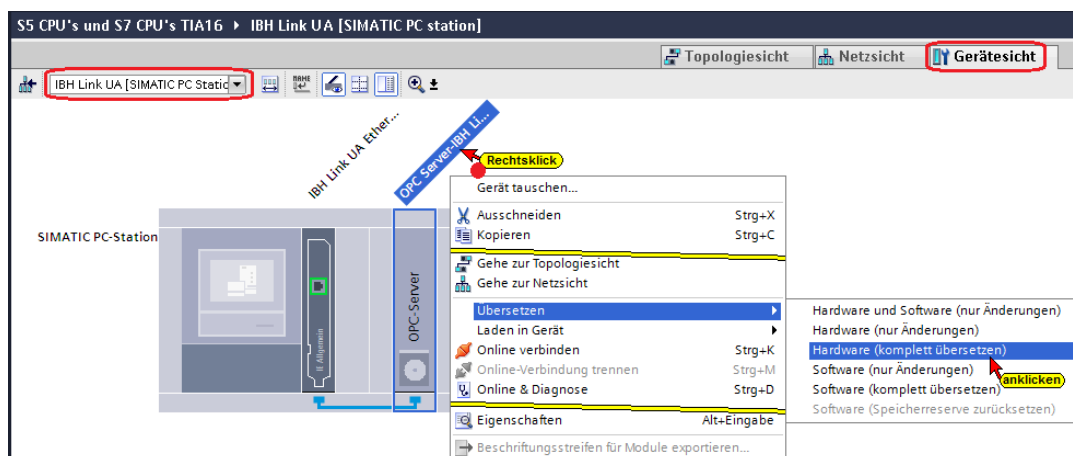 S5 CPU's und S7 CPU's TIA16 ▸ IBH Link UA [SIMATIC PC station]
Topologiesicht Netzsicht Gerätesicht
IBH Link UA [SIMATIC PC Static
NAME
IBH Link UA Ether...
OPC Server-IBH Li...
Rechtsklick
SIMATIC PC-Station
II Allgemein
OPC-Server
Gerät tauschen...
Ausschneiden Strg+X
Kopieren Strg+C
Gehe zur Topologiesicht
Gehe zur Netzsicht
Übersetzen
Laden in Gerät
Online verbinden Strg+K
Online-Verbindung trennen Strg+M
Online & Diagnose Strg+D
Eigenschaften Alt+Eingabe
Beschriftungsstreifen für Module exportieren...
Hardware und Software (nur Änderungen)
Hardware (nur Änderungen)
Hardware (komplett übersetzen)
Software (nur Änderungen)
anklicken
Software (komplett übersetzen)
Software (Speicherreserve zurücksetzen)